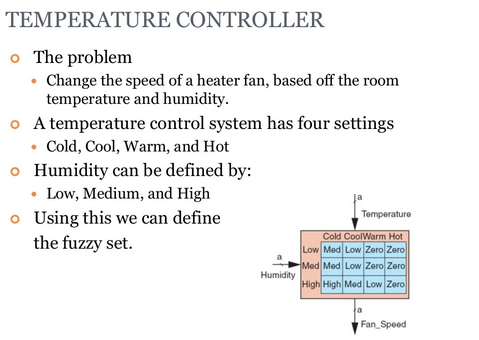 TEMPERATURE CONTROLLER
The problem
Change the speed of a heater fan, based off the room
temperature and humidity.
A temperature control system has four settings
Cold, Cool, Warm, and Hot
Humidity can be defined by:
Low, Medium, and High
Using this we can define
the fuzzy set.
a
Temperature
Cold Cool Warm Hot
Low Med Low Zero Zero
a
Humidity
Med Med Low Zero Zero
High High Med Low Zero
a
Fan_Speed